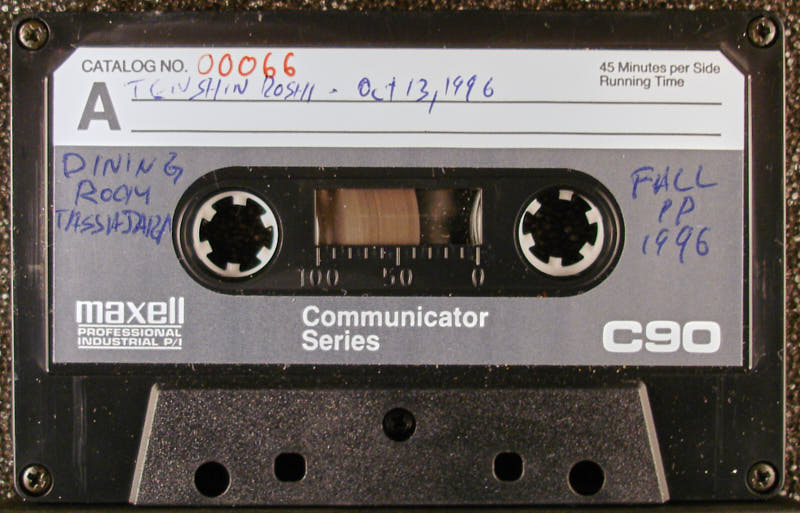 CATALOG NO. 00066
45 Minutes per Side
Running Time
A TENSHIN ROSHI - Oct 13, 1996
DINING
ROOM
TASSAJARA
FALL
PP
1996
100 50 0
maxell
PROFESSIONAL
INDUSTRIAL P/I
Communicator
Series
C90